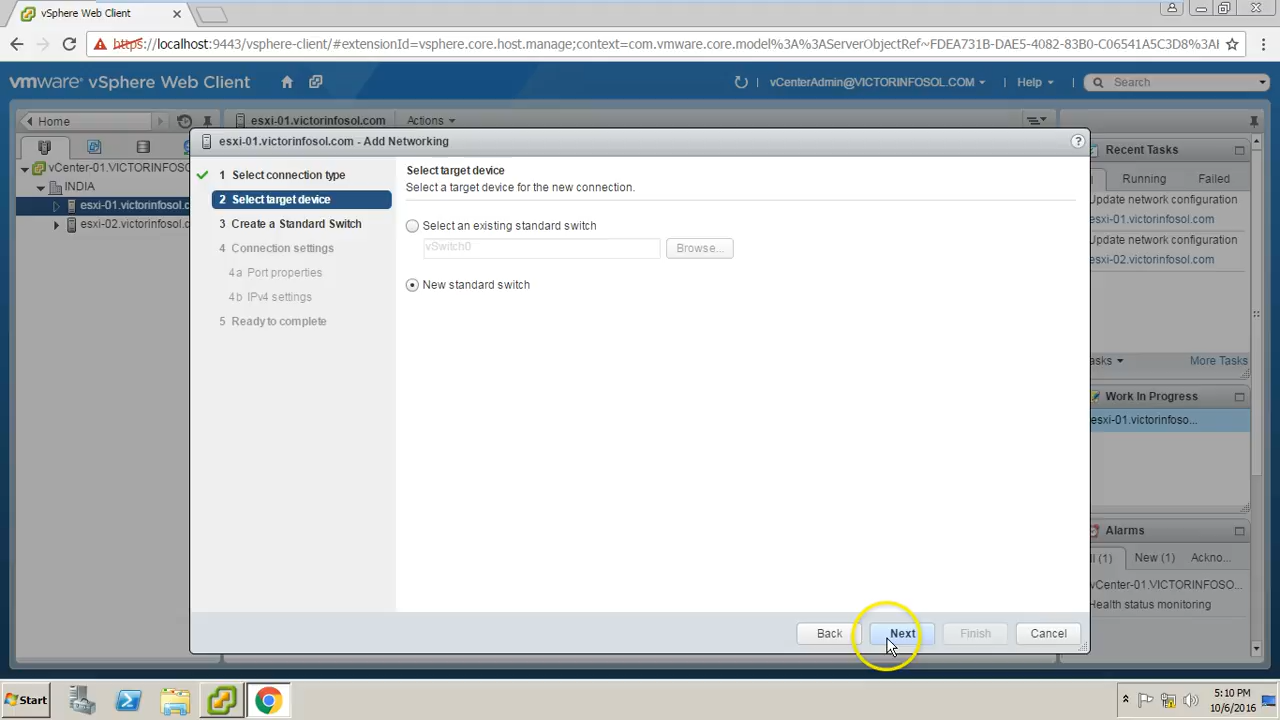 vSphere Web Client
https://localhost:9443/vsphere-client/#extensionId=vsphere.core.host.manage;context=com.vmware.core.model%3A%3AServerObjectRef~FDEA731B-DAE5-4082-83B0-C06541A5C3D8%3AI
vmware vSphere Web Client
vCenterAdmin@VICTORINFOSOL.COM
Help
Search
Home
esxi-01.victorinfosol.com
Actions
vCenter-01.VICTORINFOSO
INDIA
esxi-01.victorinfosol.c
esxi-02.victorinfosol.c
esxi-01.victorinfosol.com - Add Networking
?
1 Select connection type
2 Select target device
3 Create a Standard Switch
4 Connection settings
4a Port properties
4b IPv4 settings
5 Ready to complete
Select target device
Select a target device for the new connection.
Select an existing standard switch
vSwitch0
Browse...
New standard switch
Back
Next
Finish
Cancel
Recent Tasks
Running
Failed
Update network configuration
esxi-01.victorinfosol.com
Update network configuration
esxi-02.victorinfosol.com
asks
More Tasks
Work In Progress
esxi-01.victorinfoso...
Alarms
ll (1)
New (1)
Ackno...
vCenter-01.VICTORINFOSO...
Health status monitoring
Start
5:10 PM
10/6/2016